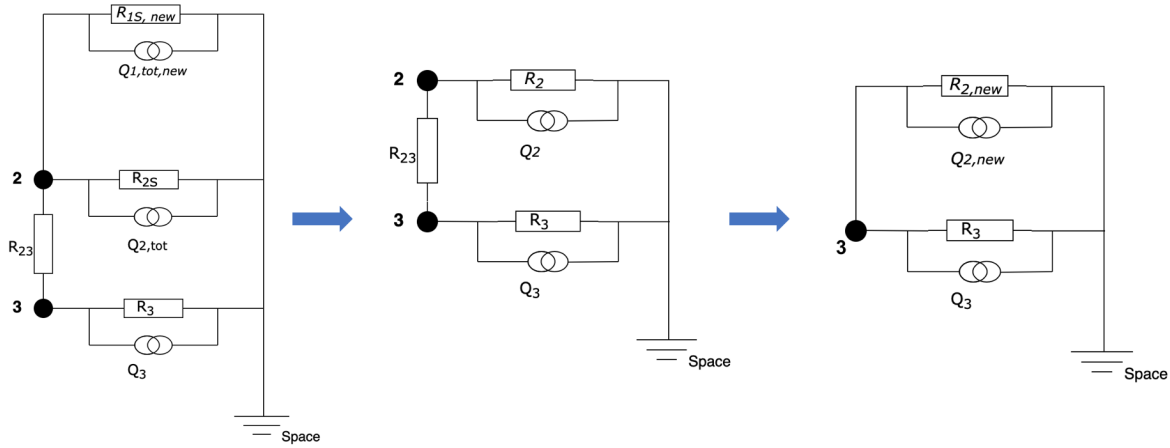 R1S, new
Q1,tot,new
2
R2S
Q2,tot
R23
3
R3
Q3
Space
2
R2
Q2
R23
3
R3
Q3
Space
R2,new
Q2,new
3
R3
Q3
Space